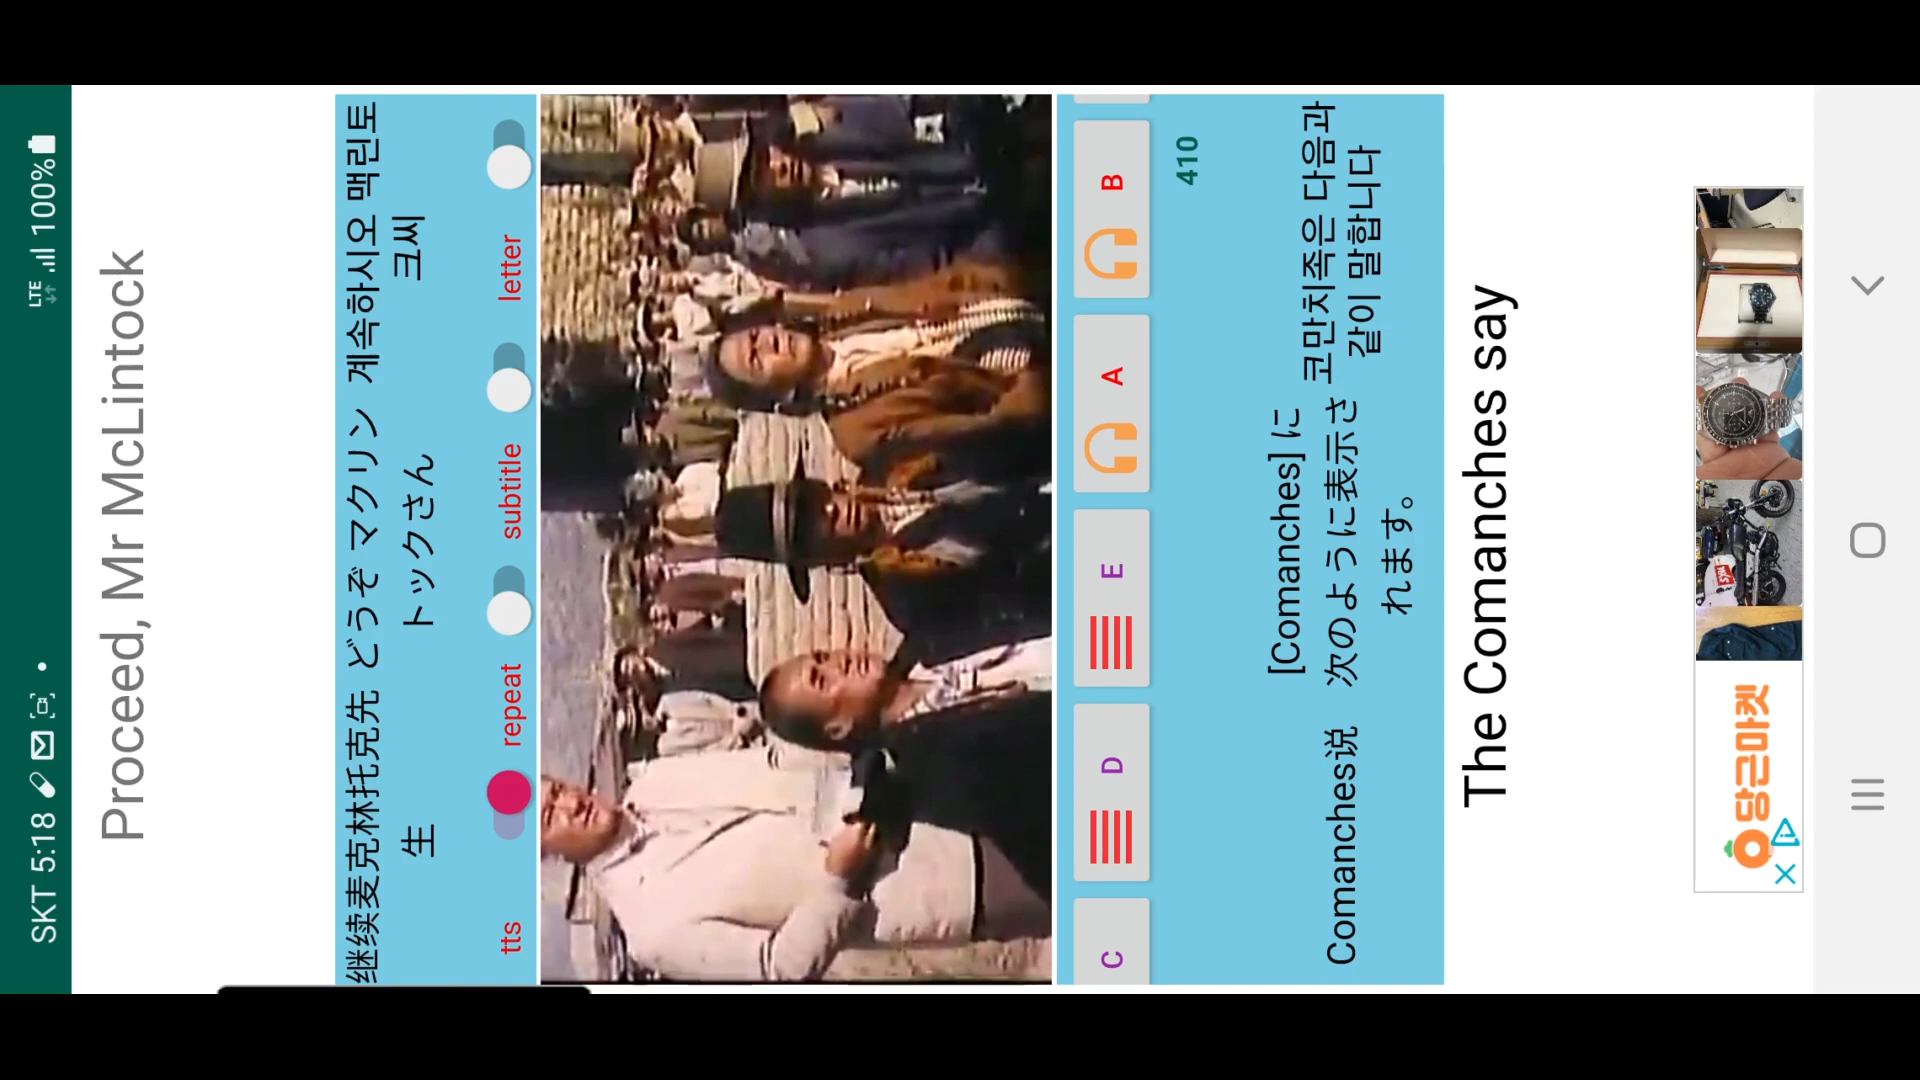 SKT 5:18
LTE
100%
Proceed, Mr McLintock
继续麦克林托克先
生
どうぞ マクリン
トックさん
계속하시오 맥린토
크씨
tts
repeat
subtitle
letter
C
D
E
A
B
410
Comanches说
[Comanches] に
次のように表示さ
れます。
코만치족은 다음과
같이 말합니다
The Comanches say
당근마켓
SYM